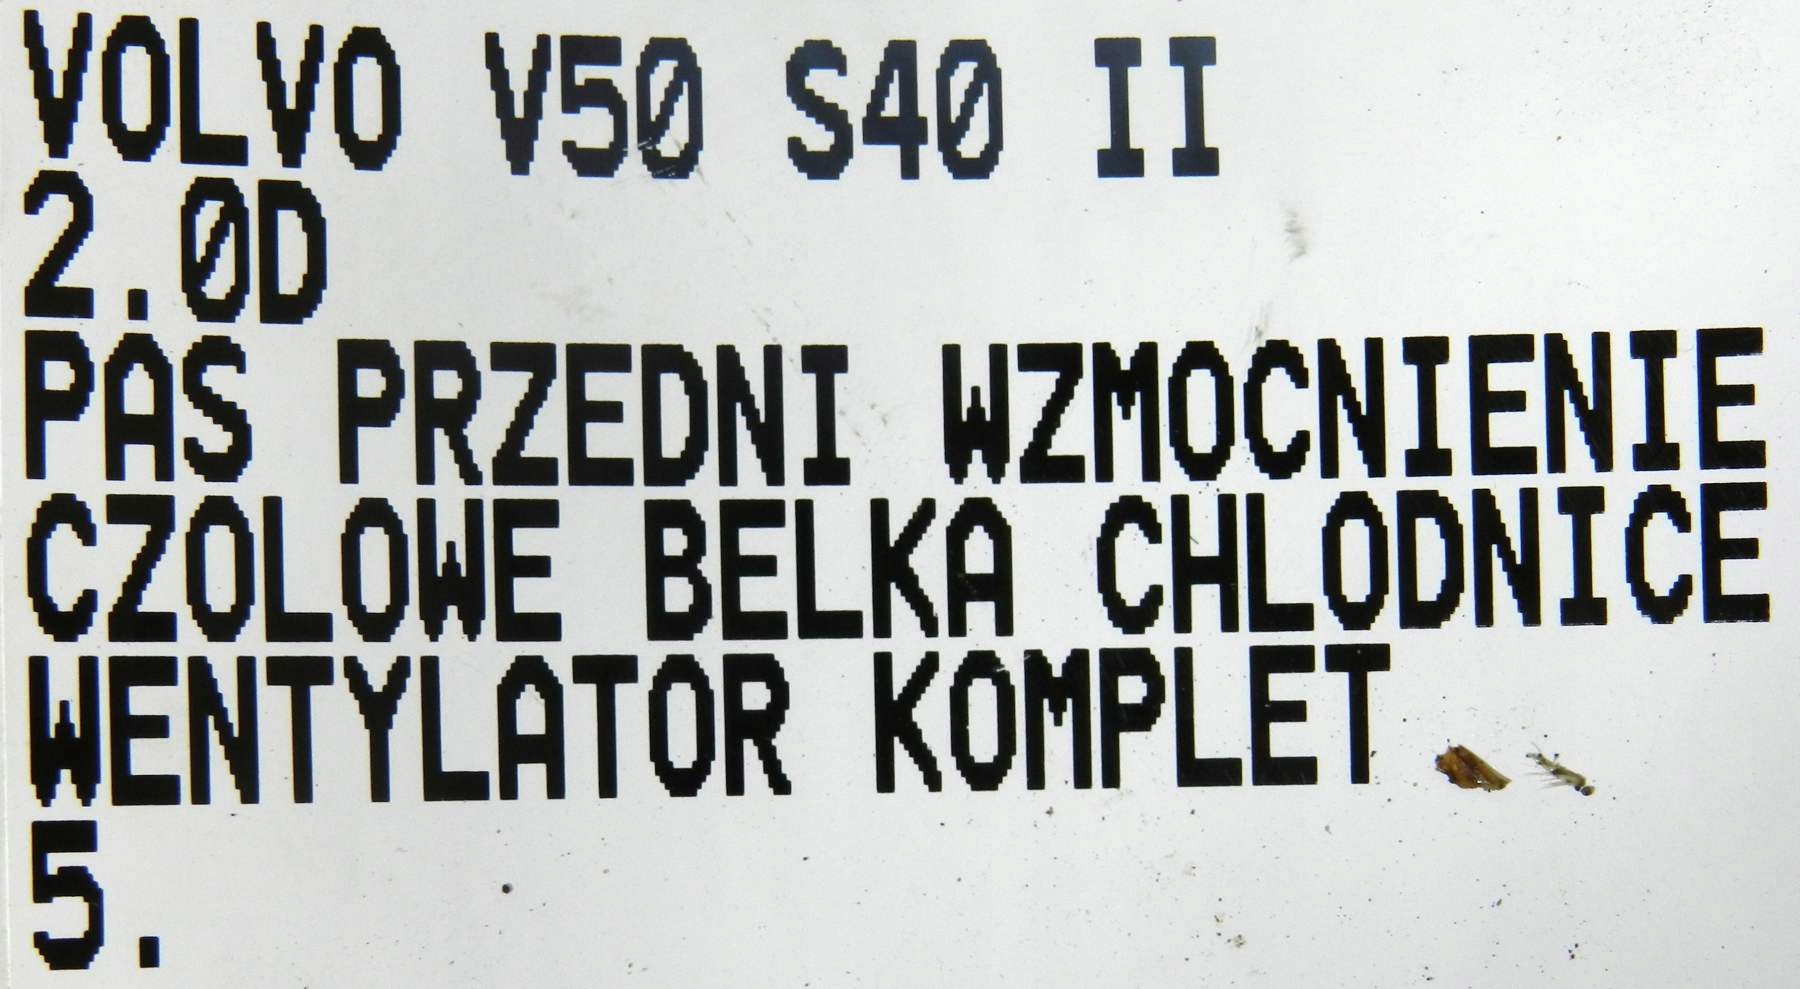 VOLVO V50 S40 II
2.0D
PAS PRZEDNI WZMOCNIENIE
CZOLOWE BELKA CHLODNICE
WENTYLATOR KOMPLET
5.